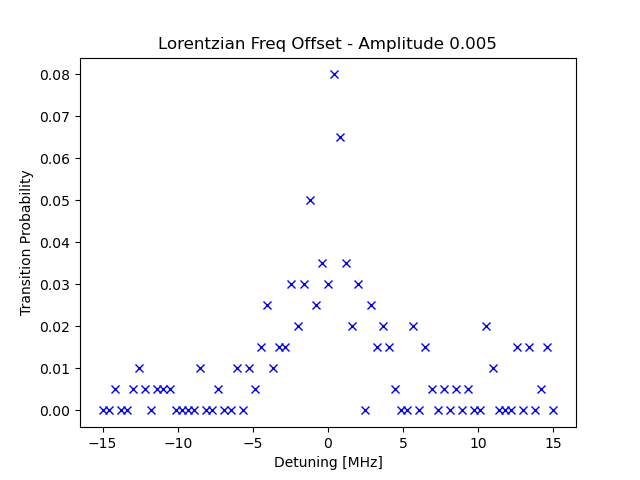 Lorentzian Freq Offset - Amplitude 0.005
0.08
0.07
0.06
0.05
0.04
0.03
0.02
0.01
0.00
Transition Probability
−15 −10 −5 0 5 10 15
Detuning [MHz]